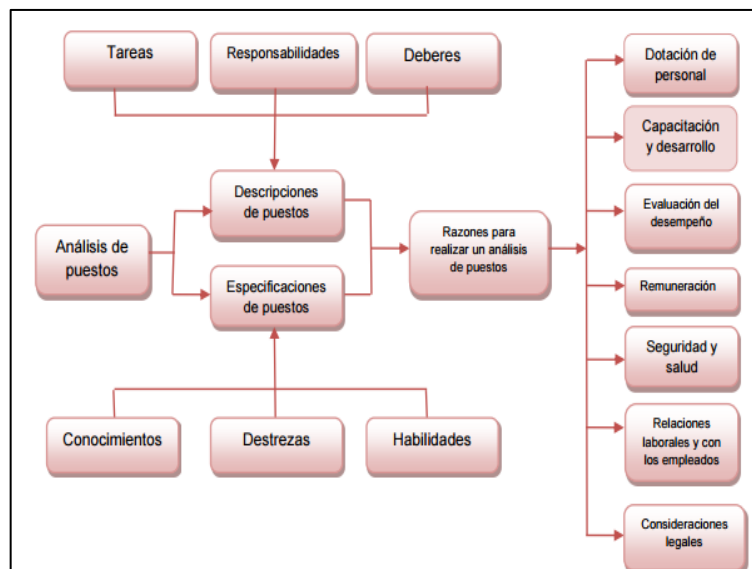 Tareas
Responsabilidades
Deberes
Descripciones
de puestos
Análisis de
puestos
Especificaciones
de puestos
Razones para
realizar un análisis
de puestos
Conocimientos
Destrezas
Habilidades
Dotación de
personal
Capacitación
y desarrollo
Evaluación del
desempeño
Remuneración
Seguridad y
salud
Relaciones
laborales y con
los empleados
Consideraciones
legales